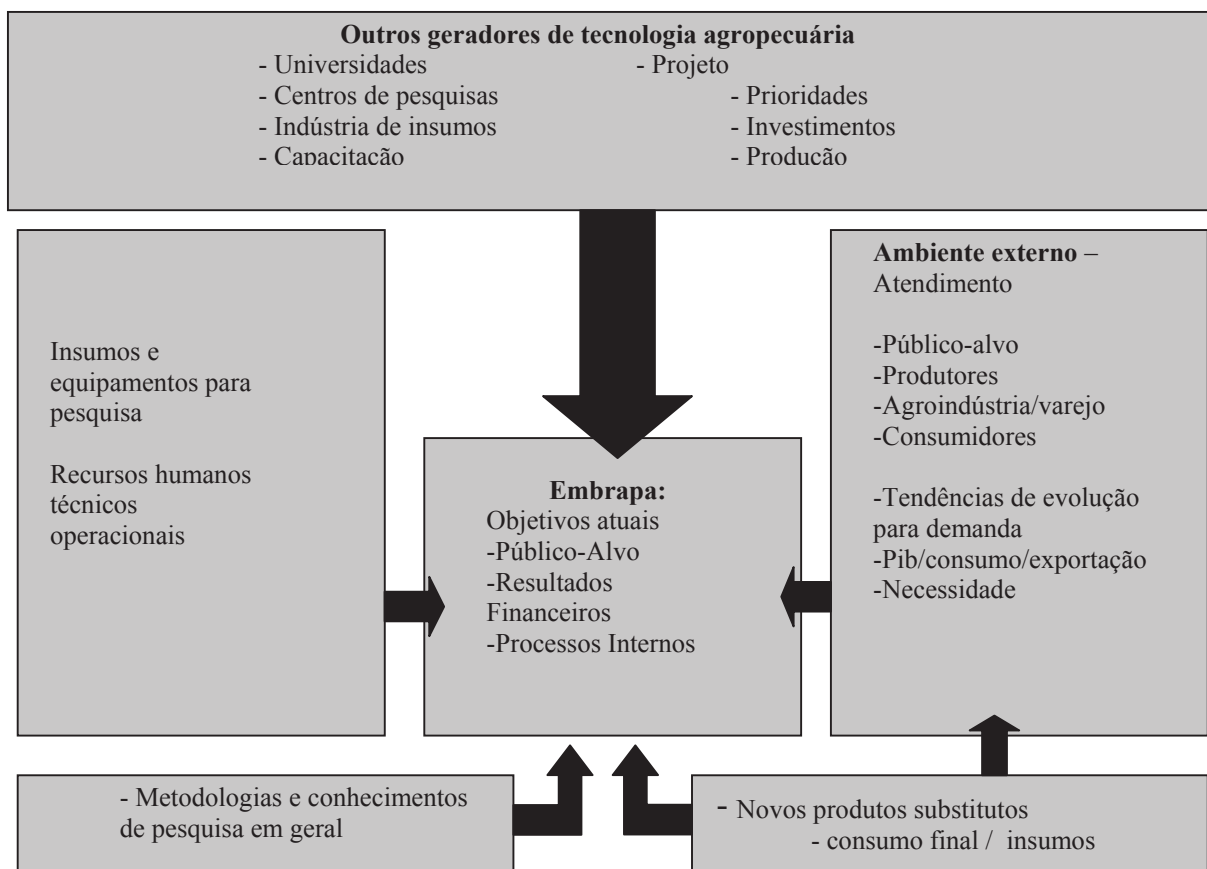 Outros geradores de tecnologia agropecuária
- Universidades - Projeto
- Centros de pesquisas - Prioridades
- Indústria de insumos - Investimentos
- Capacitação - Produção
Insumos e
equipamentos para
pesquisa
Recursos humanos
técnicos
operacionais
Embrapa:
Objetivos atuais
-Público-Alvo
-Resultados
Financeiros
-Processos Internos
Ambiente externo –
Atendimento
-Público-alvo
-Produtores
-Agroindústria/varejo
-Consumidores
-Tendências de evolução
para demanda
-Pib/consumo/exportação
-Necessidade
- Metodologias e conhecimentos
de pesquisa em geral
- Novos produtos substitutos
- consumo final / insumos